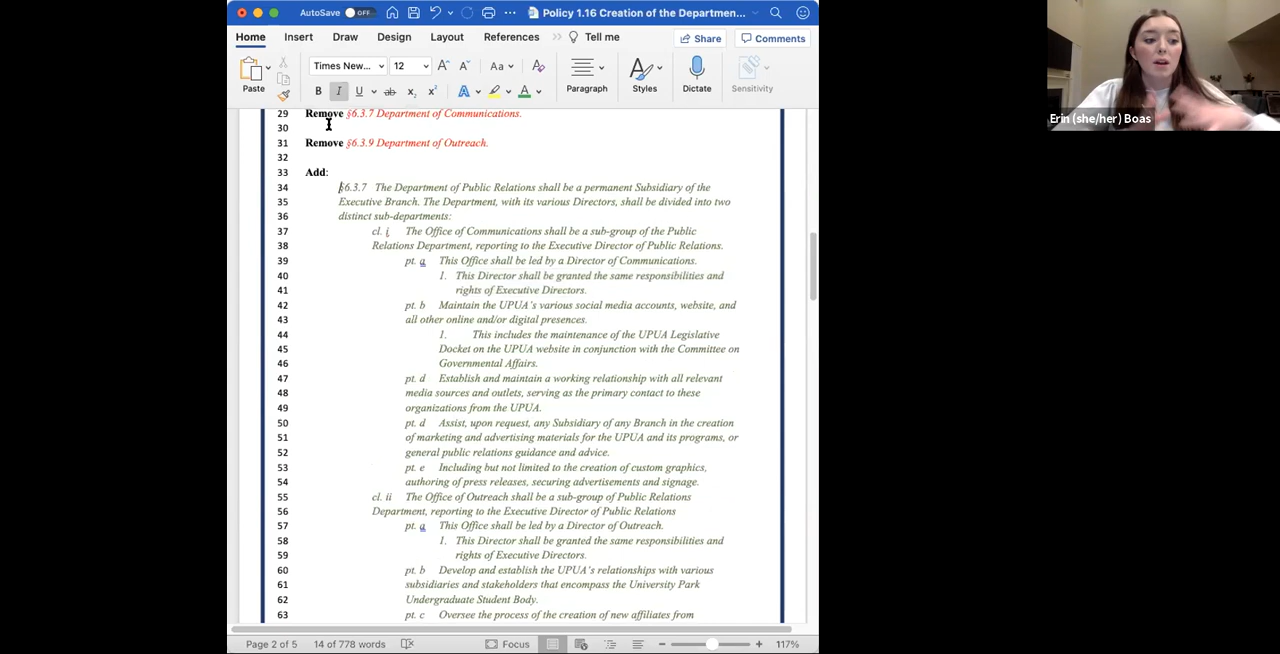 AutoSave OFF Policy 1.16 Creation of the Departmen...
Home Insert Draw Design Layout References Tell me Share Comments
Paste Times New... 12 Aa Paragraph Styles Dictate Sensitivity
29 Remove §6.3.7 Department of Communications.
30
31 Remove §6.3.9 Department of Outreach.
32
33 Add:
34 §6.3.7 The Department of Public Relations shall be a permanent Subsidiary of the
35 Executive Branch. The Department, with its various Directors, shall be divided into two
36 distinct sub-departments:
37 cl. i The Office of Communications shall be a sub-group of the Public
38 Relations Department, reporting to the Executive Director of Public Relations.
39 pt. a This Office shall be led by a Director of Communications.
40 1. This Director shall be granted the same responsibilities and
41 rights of Executive Directors.
42 pt. b Maintain the UPUA's various social media accounts, website, and
43 all other online and/or digital presences.
44 1. This includes the maintenance of the UPUA Legislative
45 Docket on the UPUA website in conjunction with the Committee on
46 Governmental Affairs.
47 pt. d Establish and maintain a working relationship with all relevant
48 media sources and outlets, serving as the primary contact to these
49 organizations from the UPUA.
50 pt. d Assist, upon request, any Subsidiary of any Branch in the creation
51 of marketing and advertising materials for the UPUA and its programs, or
52 general public relations guidance and advice.
53 pt. e Including but not limited to the creation of custom graphics,
54 authoring of press releases, securing advertisements and signage.
55 cl. ii The Office of Outreach shall be a sub-group of Public Relations
56 Department, reporting to the Executive Director of Public Relations
57 pt. a This Office shall be led by a Director of Outreach.
58 1. This Director shall be granted the same responsibilities and
59 rights of Executive Directors.
60 pt. b Develop and establish the UPUA's relationships with various
61 subsidiaries and stakeholders that encompass the University Park
62 Undergraduate Student Body.
63 pt. c Oversee the process of the creation of new affiliates from
Page 2 of 5 14 of 778 words Focus 117%
Erin (she/her) Boas